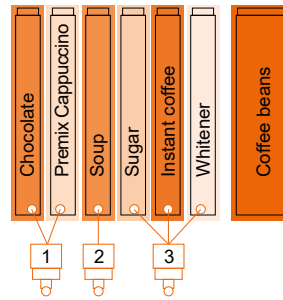 Chocolate
Premix Cappuccino
Soup
Sugar
Instant coffee
Whitener
Coffee beans
1
2
3